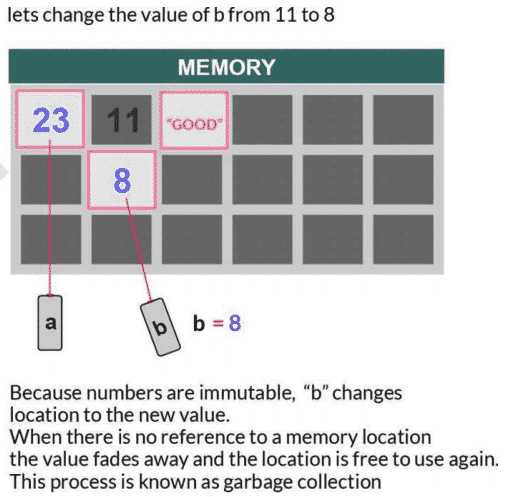 lets change the value of b from 11 to 8
MEMORY
23 11 "GOOD"
8
a b b = 8
Because numbers are immutable, “b” changes
location to the new value.
When there is no reference to a memory location
the value fades away and the location is free to use again.
This process is known as garbage collection